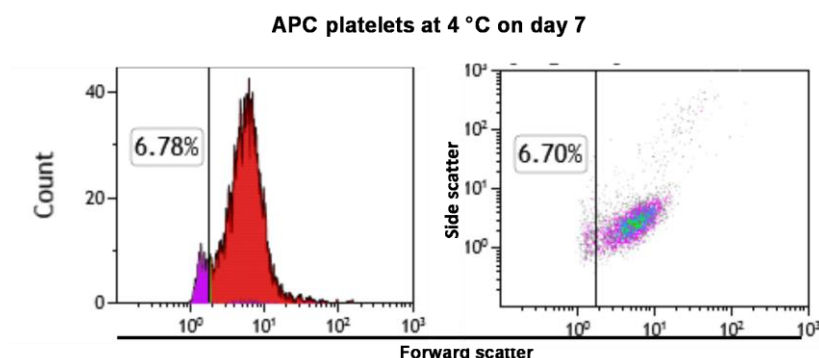 APC platelets at 4 °C on day 7
Count
40
20
0
6.78%
10⁰ 10¹ 10² 10³
Side scatter
10³
10²
10¹
10⁰
6.70%
10⁰ 10¹ 10² 10³
Forward scatter